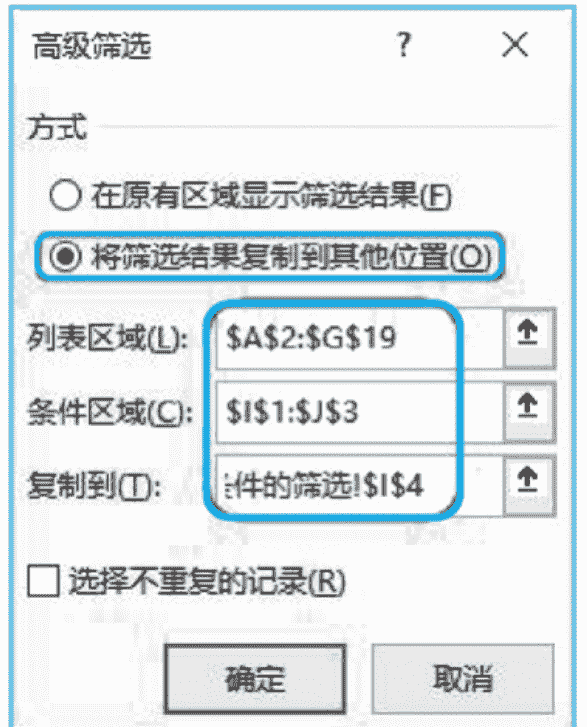 高级筛选 ?
方式
在原有区域显示筛选结果(F)
将筛选结果复制到其他位置(O)
列表区域(L): $A$2:$G$19
条件区域(C): $I$1:$J$3
复制到(T): 件的筛选!$I$4
选择不重复的记录(R)
确定 取消